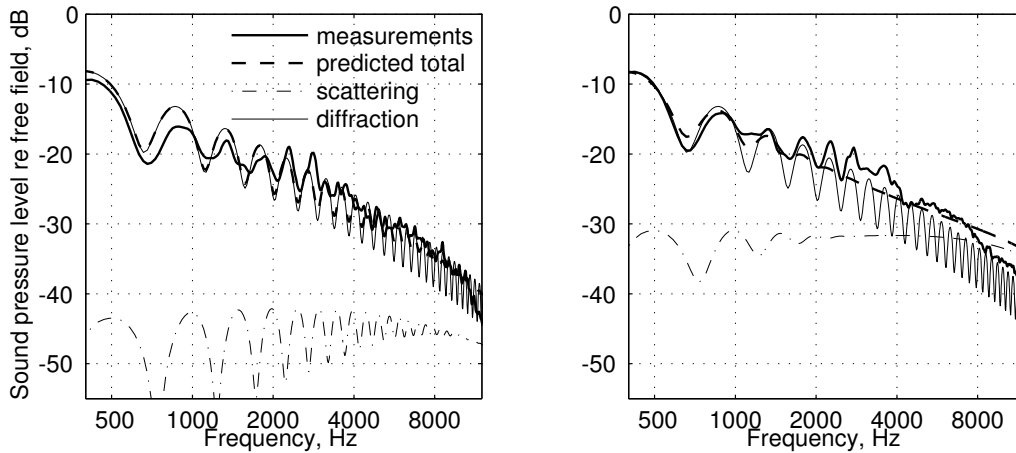 Sound pressure level re free field, dB
0
-10
-20
-30
-40
-50
measurements
predicted total
scattering
diffraction
500 1000 2000 4000 8000
Frequency, Hz
0
-10
-20
-30
-40
-50
500 1000 2000 4000 8000
Frequency, Hz